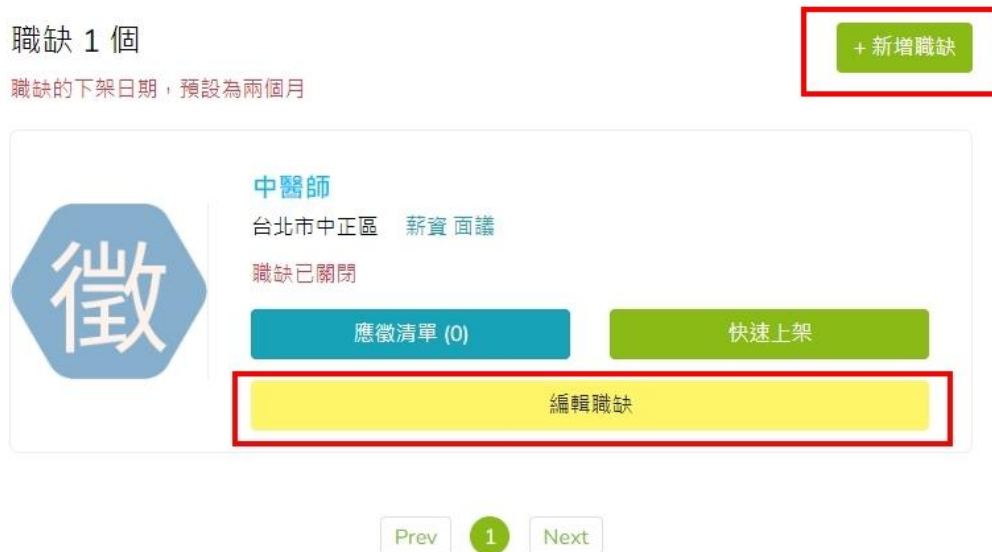 職缺 1 個
+ 新增職缺
職缺的下架日期，預設為兩個月
徵
中醫師
台北市中正區 薪資 面議
職缺已關閉
應徵清單 (0)
快速上架
編輯職缺
Prev 1 Next